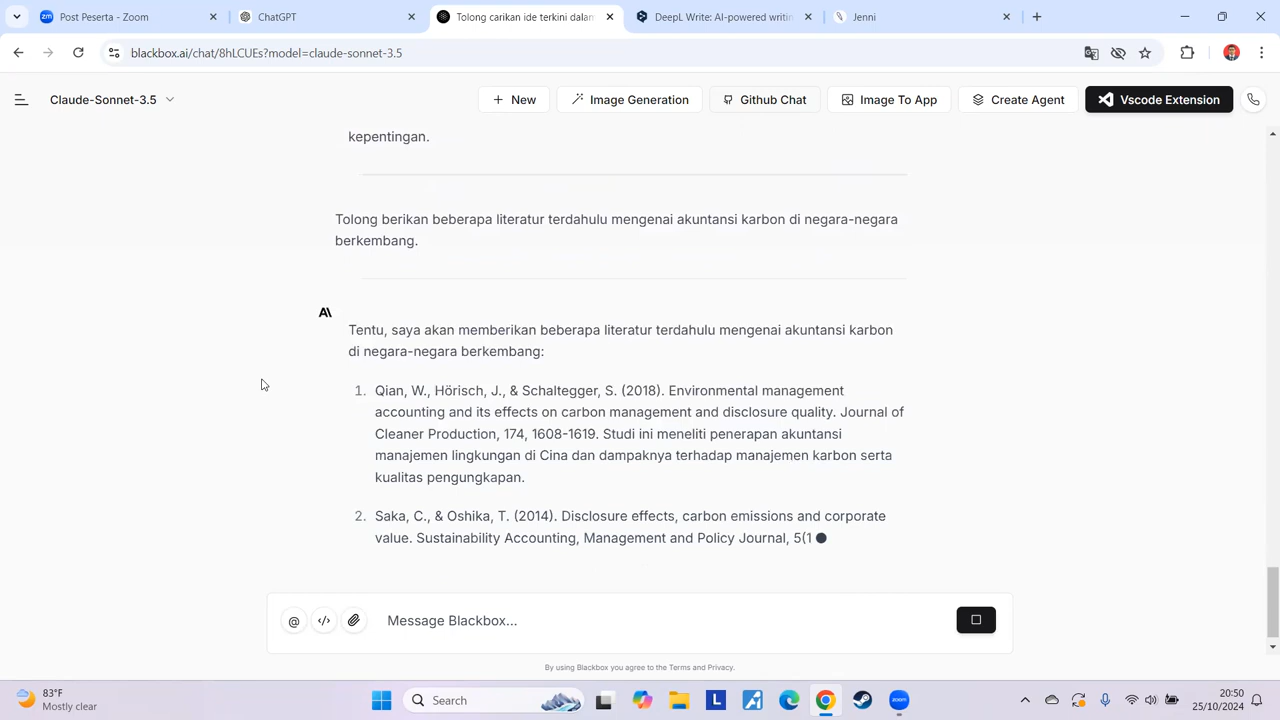 Post Peserta - Zoom
ChatGPT
Tolong carikan ide terkini dalam
DeepL Write: AI-powered writin
Jenni
blackbox.ai/chat/8hLCUEs?model=claude-sonnet-3.5
Claude-Sonnet-3.5
New
Image Generation
Github Chat
Image To App
Create Agent
Vscode Extension
kepentingan.
Tolong berikan beberapa literatur terdahulu mengenai akuntansi karbon di negara-negara
berkembang.
Tentu, saya akan memberikan beberapa literatur terdahulu mengenai akuntansi karbon
di negara-negara berkembang:
1. Qian, W., Hörisch, J., & Schaltegger, S. (2018). Environmental management
accounting and its effects on carbon management and disclosure quality. Journal of
Cleaner Production, 174, 1608-1619. Studi ini meneliti penerapan akuntansi
manajemen lingkungan di Cina dan dampaknya terhadap manajemen karbon serta
kualitas pengungkapan.
2. Saka, C., & Oshika, T. (2014). Disclosure effects, carbon emissions and corporate
value. Sustainability Accounting, Management and Policy Journal, 5(1
@
</>
Message Blackbox...
By using Blackbox you agree to the Terms and Privacy.
83°F
Mostly clear
Search
20:50
25/10/2024